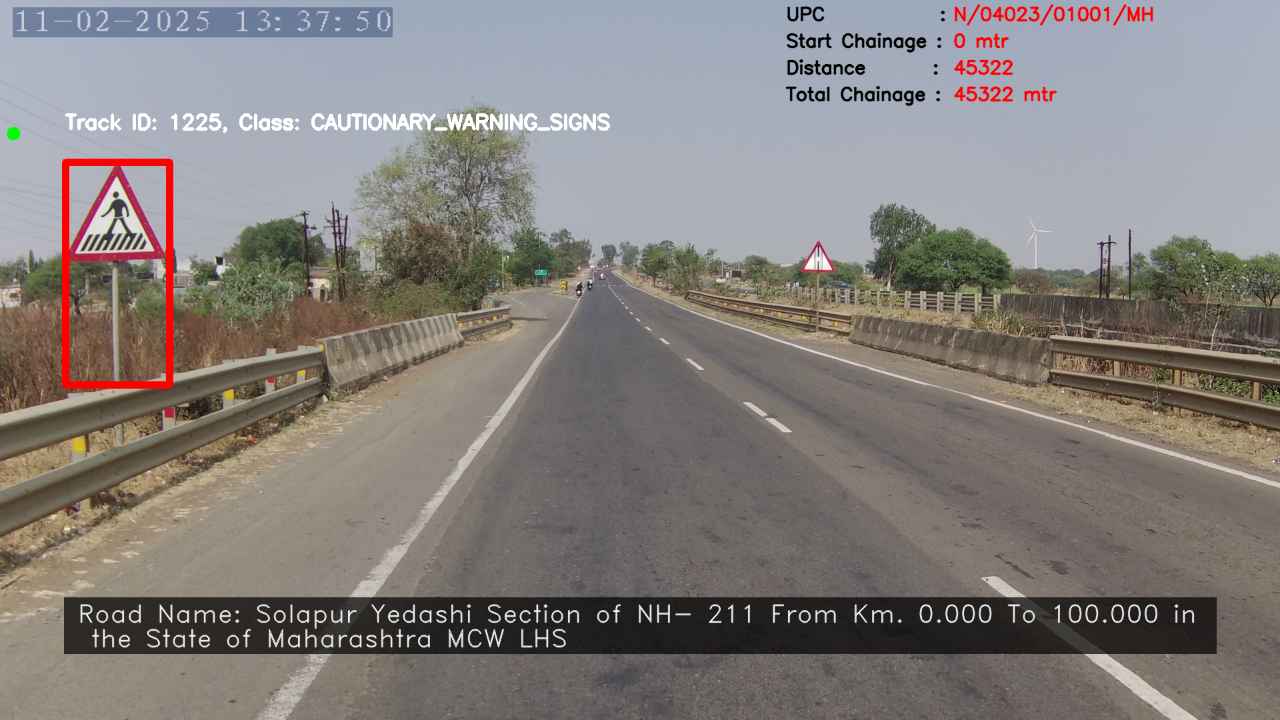 11-02-2025 13:37:50
UPC : N/04023/01001/MH
Start Chainage : 0 mtr
Distance : 45322
Total Chainage : 45322 mtr
Track ID: 1225, Class: CAUTIONARY_WARNING_SIGNS
Road Name: Solapur Yedashi Section of NH- 211 From Km. 0.000 To 100.000 in
the State of Maharashtra MCW LHS